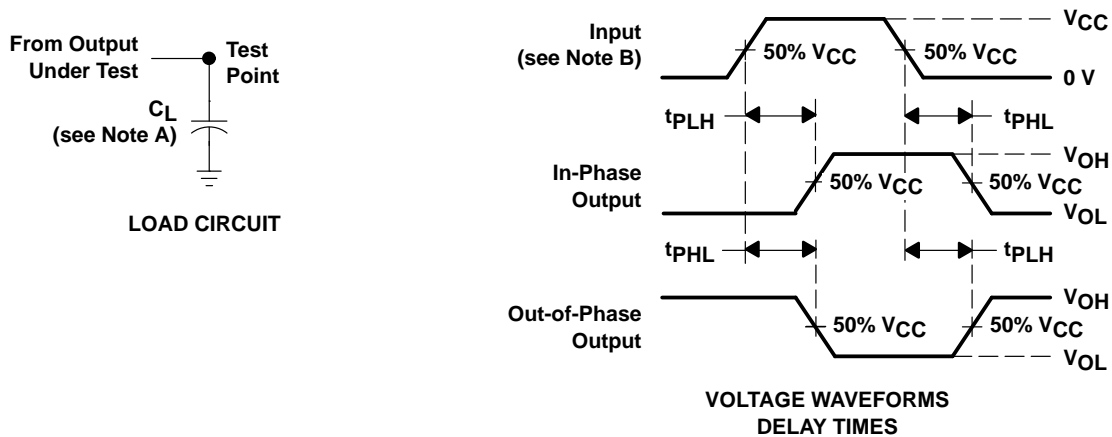 From Output
Under Test
Test
Point
CL
(see Note A)
LOAD CIRCUIT
Input
(see Note B)
50% VCC
50% VCC
VCC
0 V
tPLH
tPHL
In-Phase
Output
50% VCC
50% VCC
VOH
VOL
tPHL
tPLH
Out-of-Phase
Output
50% VCC
50% VCC
VOH
VOL
VOLTAGE WAVEFORMS
DELAY TIMES